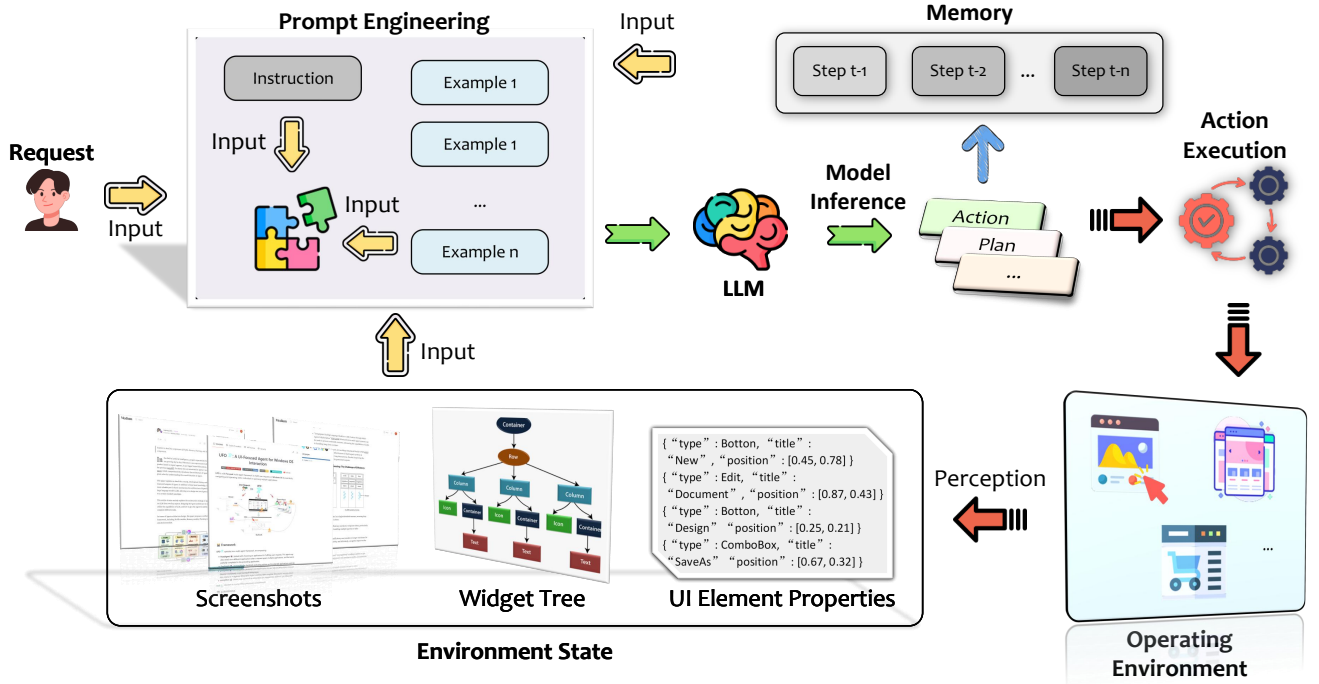 Prompt Engineering
Input
Memory
Instruction
Example 1
Step t-1
Step t-2
...
Step t-n
Input
Example 1
Request
Input
Input
...
Example n
LLM
Model
Inference
Action
Plan
...
Action
Execution
Input
Container
Row
Column
Column
Column
Icon
Container
Icon
Container
Icon
Container
Text
Text
Text
{ “type” : Botton, “title” :
“New” , “position” : [0.45, 0.78] }
{ “type” : Edit, “title” :
“Document” , “position” : [0.87, 0.43] }
{ “type” : Botton, “title” :
“Design” “position” : [0.25, 0.21] }
{ “type” : ComboBox, “title” :
“SaveAs” “position” : [0.67, 0.32] }
Perception
...
Screenshots
Widget Tree
UI Element Properties
Environment State
Operating
Environment